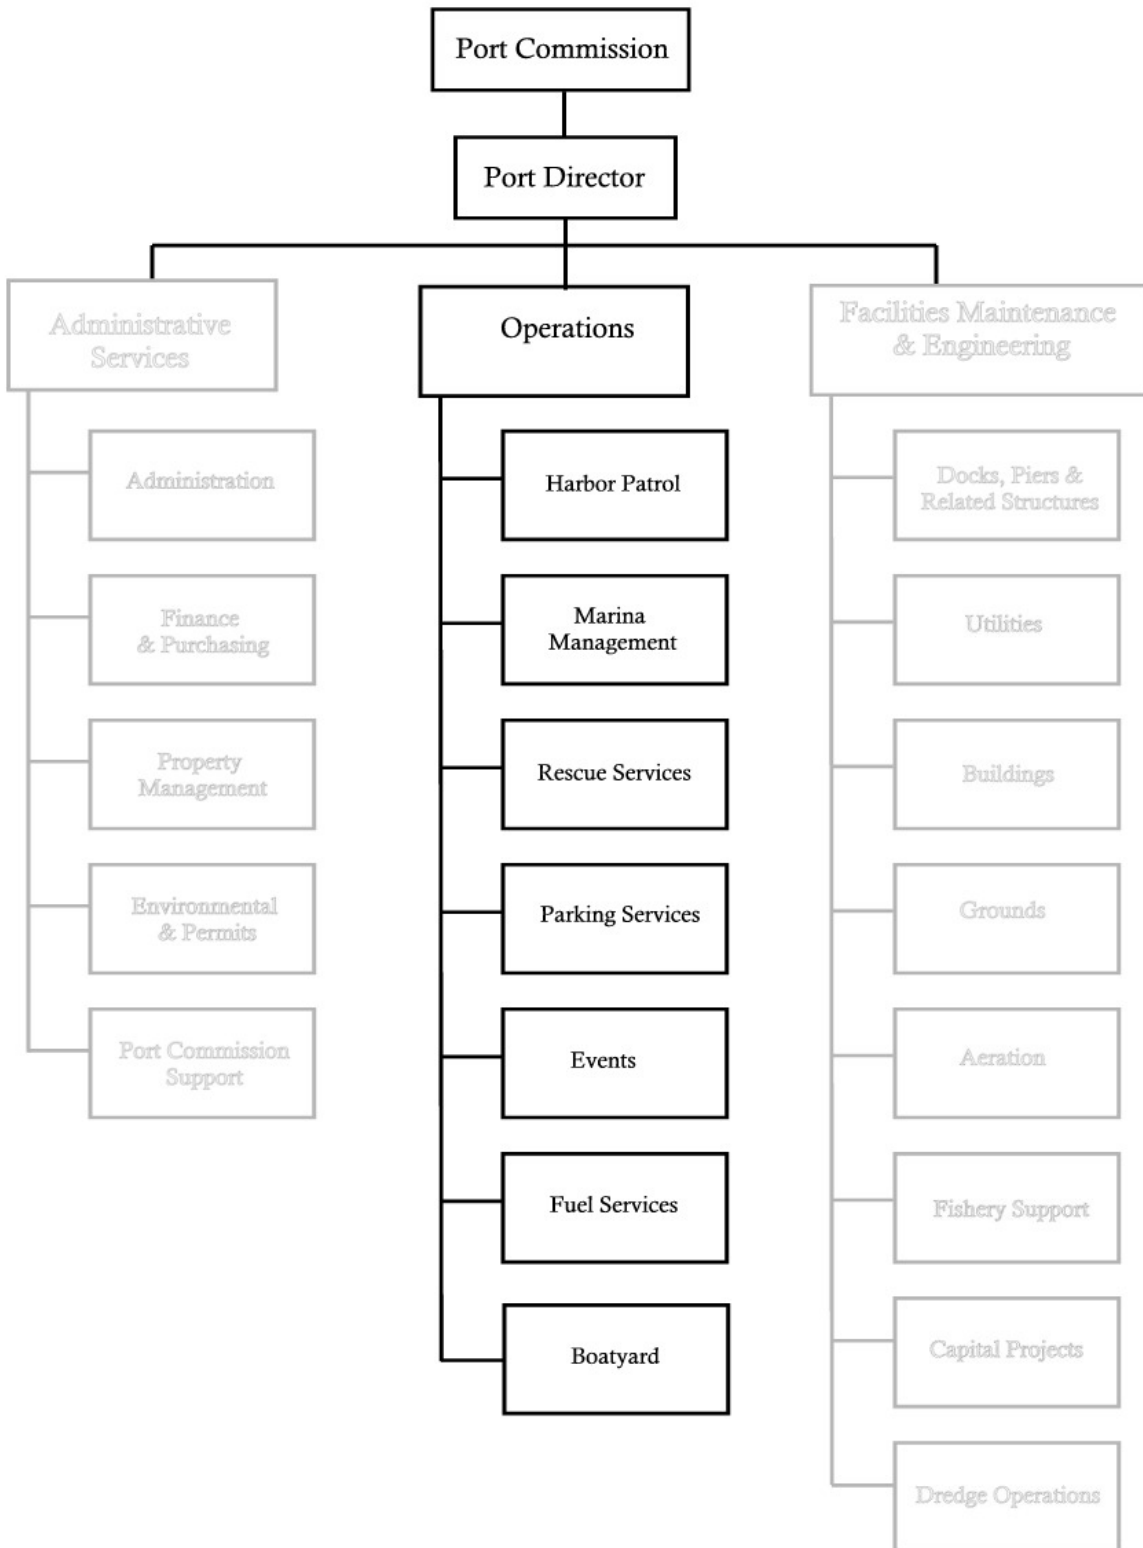 Port Commission
Port Director
Administrative
Services
Administration
Finance
& Purchasing
Property
Management
Environmental
& Permits
Port Commission
Support
Operations
Harbor Patrol
Marina
Management
Rescue Services
Parking Services
Events
Fuel Services
Boatyard
Facilities Maintenance
& Engineering
Docks, Piers &
Related Structures
Utilities
Buildings
Grounds
Aeration
Fishery Support
Capital Projects
Dredge Operations